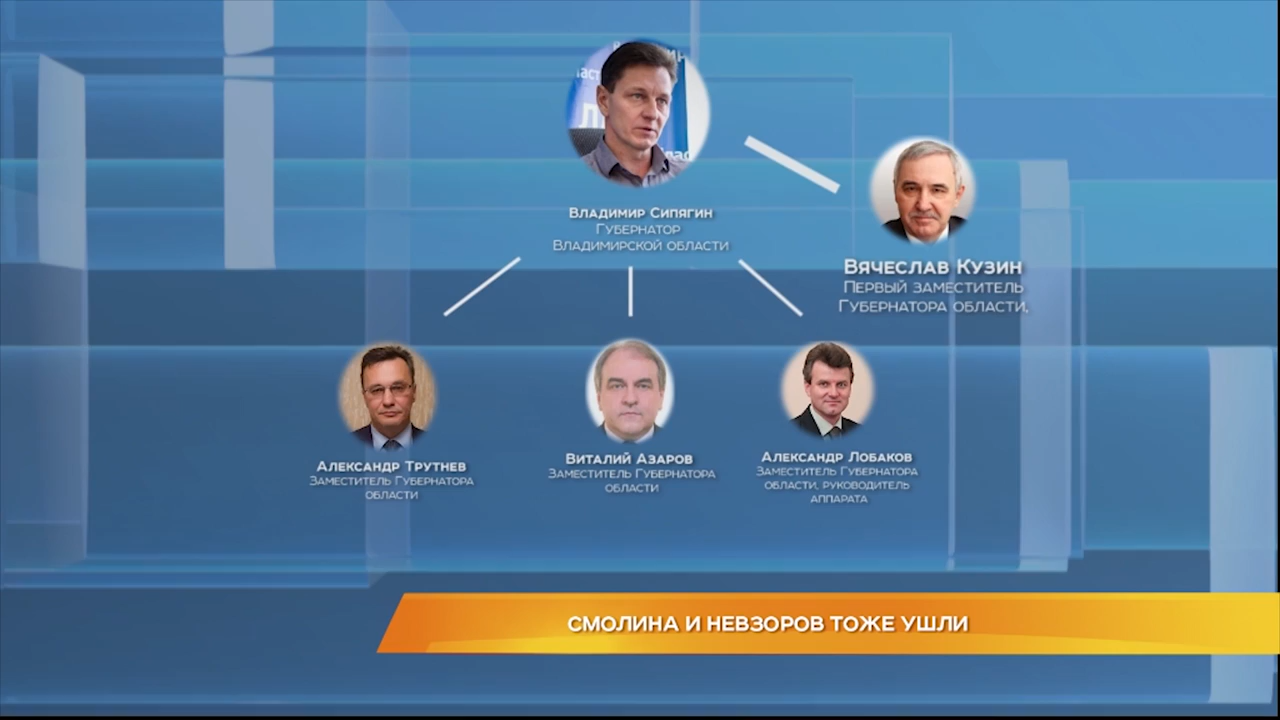 Владимир Сипягин
Губернатор
Владимирской области
Вячеслав Кузин
Первый заместитель
Губернатора области,
Александр Трутнев
Заместитель Губернатора
области
Виталий Азаров
Заместитель Губернатора
области
Александр Лобаков
Заместитель Губернатора
области, руководитель
аппарата
СМОЛИНА И НЕВЗОРОВ ТОЖЕ УШЛИ